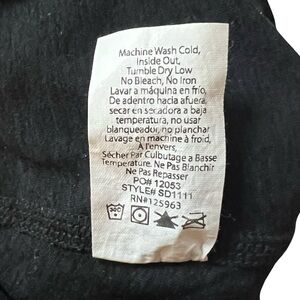 Machine Wash Cold,
Inside Out,
Tumble Dry Low
No Bleach, No Iron
Lavar a máquina en frío,
De adentro hacia afuera,
secar en secadora a baja
temperatura, no usar
blanqueador, no planchar
Lavage en machine à froid,
A l'envers,
Sécher Par Culbutage a Basse
Temperature, Ne Pas Blanchir
Ne Pas Repasser
PO# 12053
STYLE# SD1111
RN#125963
30C